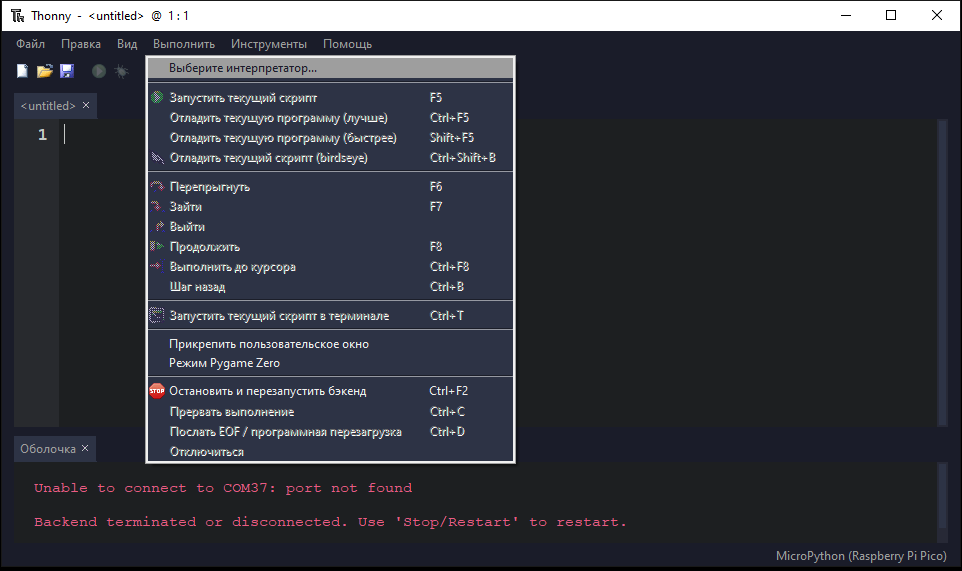 Thonny - <untitled> @ 1 : 1
Файл Правка Вид Выполнить Инструменты Помощь
Выберите интерпретатор...
<untitled> ×
Запустить текущий скрипт F5
Отладить текущую программу (лучше) Ctrl+F5
1
Отладить текущую программу (быстрее) Shift+F5
Отладить текущий скрипт (birdseye) Ctrl+Shift+B
Перепрыгнуть F6
Зайти F7
Выйти
Продолжить F8
Выполнить до курсора Ctrl+F8
Шаг назад Ctrl+B
Запустить текущий скрипт в терминале Ctrl+T
Прикрепить пользовательское окно
Режим Pygame Zero
STOP Остановить и перезапустить бэкенд Ctrl+F2
Прервать выполнение Ctrl+C
Послать EOF / программная перезагрузка Ctrl+D
Отключиться
Оболочка ×
Unable to connect to COM37: port not found
Backend terminated or disconnected. Use 'Stop/Restart' to restart.
MicroPython (Raspberry Pi Pico)